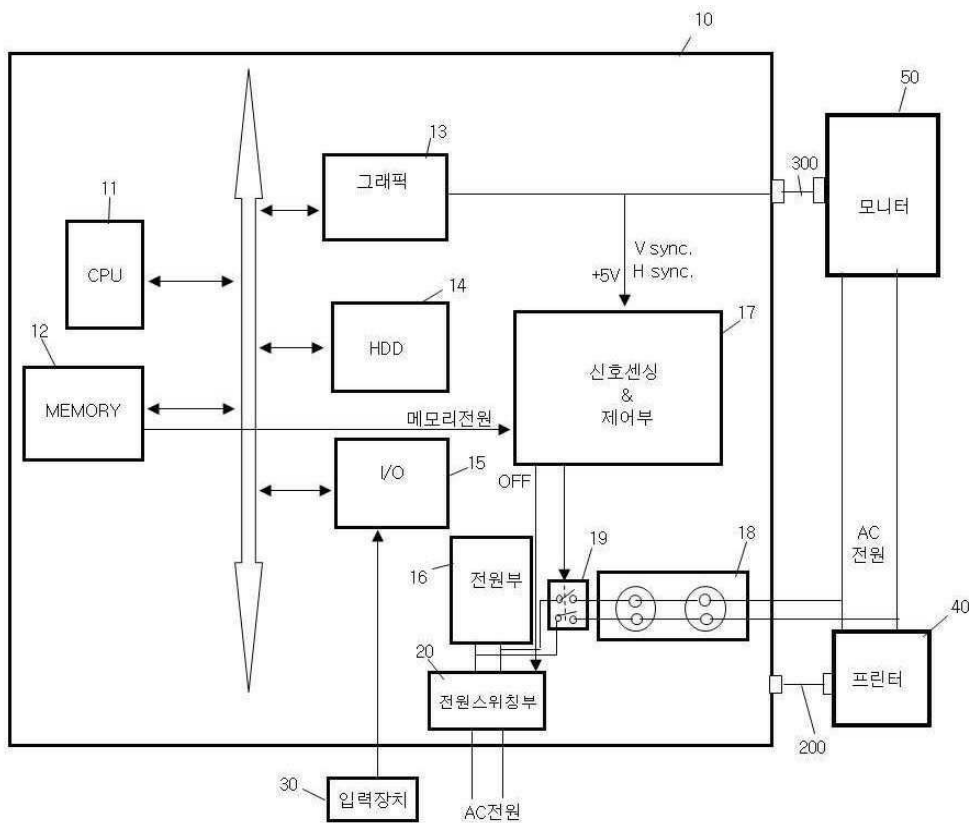 10
50
13
그래픽
300
모니터
11
CPU
V sync.
+5V H sync.
14
HDD
17
신호센싱
&
제어부
12
MEMORY
메모리전원
I/O
15
OFF
AC
전원
16
전원부
19
18
40
프린터
20
전원스위칭부
200
30
입력장치
AC전원